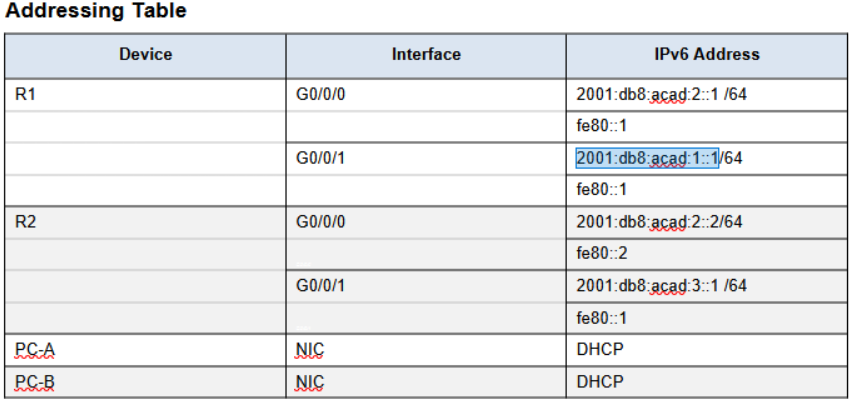 Addressing Table
Device Interface IPv6 Address
R1 G0/0/0 2001:db8:acad:2::1 /64
fe80::1
G0/0/1 2001:db8:acad:1::1/64
fe80::1
R2 G0/0/0 2001:db8:acad:2::2/64
fe80::2
G0/0/1 2001:db8:acad:3::1 /64
fe80::1
PC-A NIC DHCP
PC-B NIC DHCP